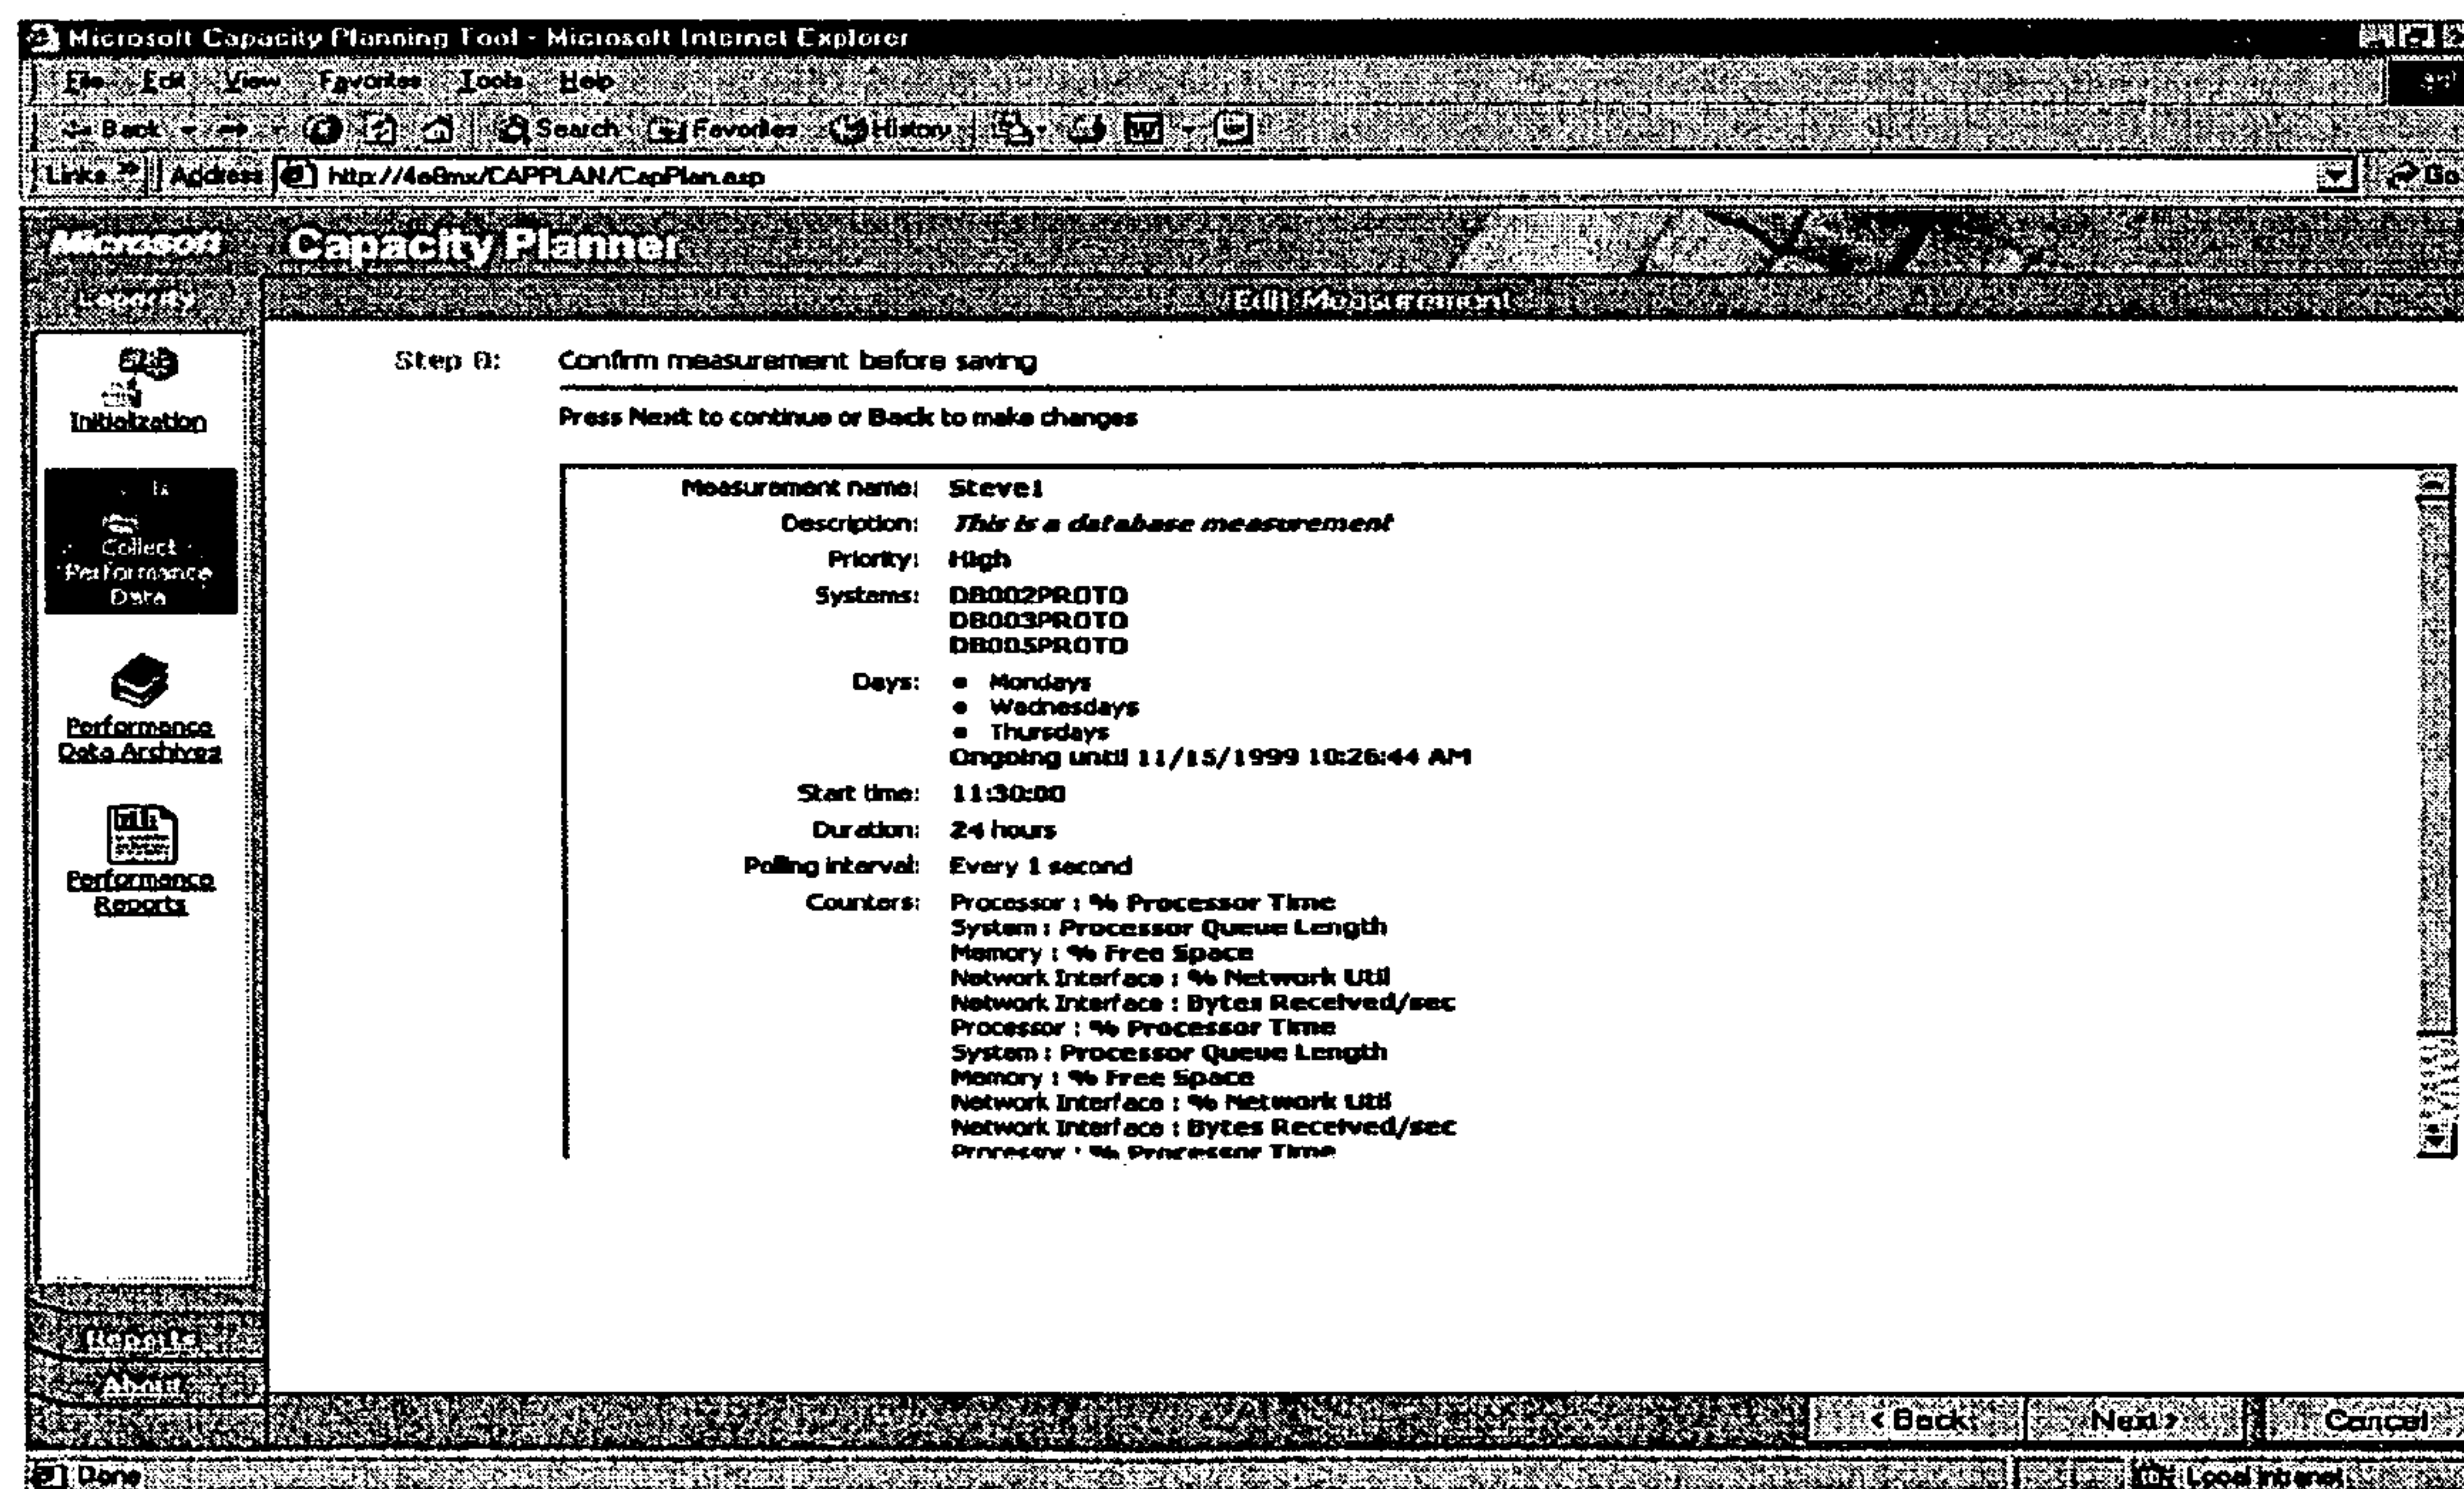 Microsoft Capacity Planning Tool - Microsoft Internet Explorer
File Edit View Favorites Tools Help
Back Search Favorites History
Links » Address http://4o8mx/CAPPLAN/CapPlan.asp Go
Microsoft Capacity Planner
Capacity
Edit Measurement
Initialization
Collect Performance Data
Performance Data Archives
Performance Reports
Reports
About
Step 8:
Confirm measurement before saving
Press Next to continue or Back to make changes
Measurement name: Steve1
Description: This is a database measurement
Priority: High
Systems: DB002PROTO
DB003PROTO
DB005PROTO
Days: • Mondays
• Wednesdays
• Thursdays
Ongoing until 11/15/1999 10:26:44 AM
Start time: 11:30:00
Duration: 24 hours
Polling interval: Every 1 second
Counters: Processor : % Processor Time
System : Processor Queue Length
Memory : % Free Space
Network Interface : % Network Util
Network Interface : Bytes Received/sec
Processor : % Processor Time
System : Processor Queue Length
Memory : % Free Space
Network Interface : % Network Util
Network Interface : Bytes Received/sec
Processor : % Processor Time
< Back Next > Cancel
Done Local intranet